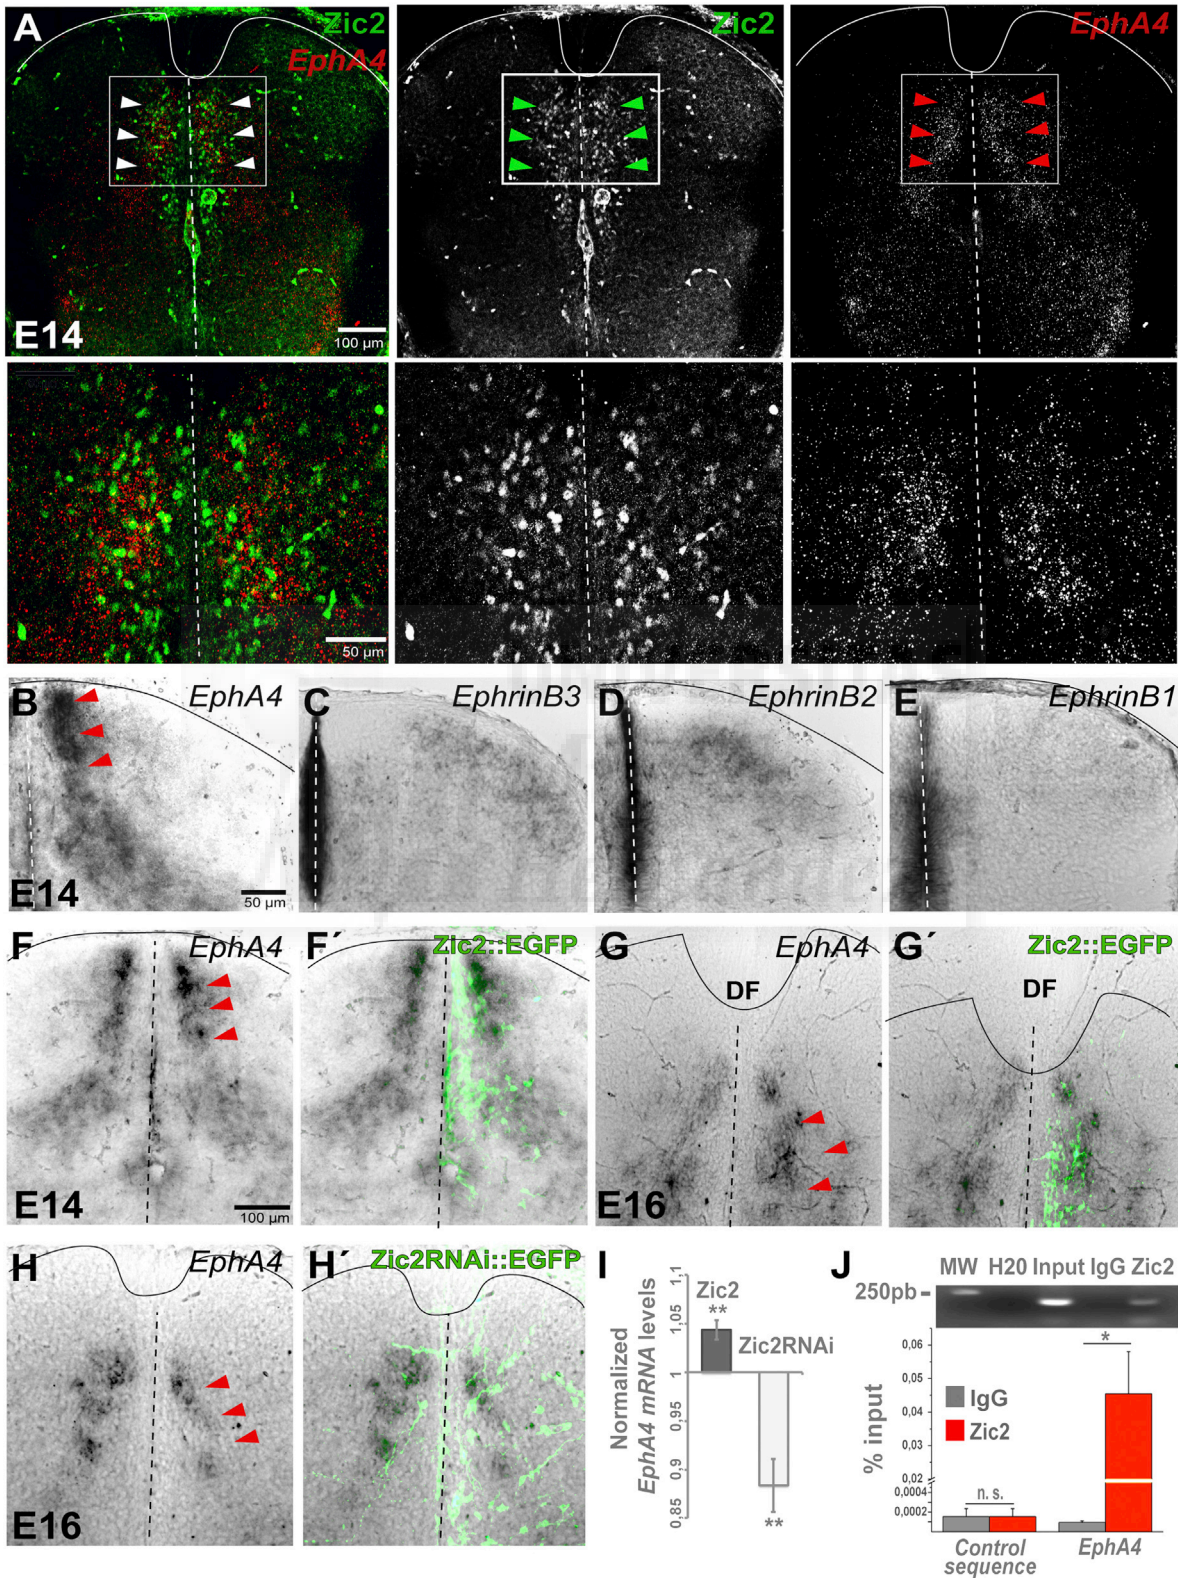 A
Zic2
EphA4
Zic2
EphA4
E14
100 µm
50 µm
B
EphA4
C
EphrinB3
D
EphrinB2
E
EphrinB1
E14
50 µm
F
EphA4
F´
Zic2::EGFP
G
EphA4
G´
Zic2::EGFP
DF
DF
E14
100 µm
E16
H
EphA4
H´
Zic2RNAi::EGFP
E16
I
Normalized
EphA4 mRNA levels
1,1
1,05
1
0,95
0,9
0,85
Zic2
**
Zic2RNAi
**
J
MW H20 Input IgG Zic2
250pb
% input
0,06
0,05
0,04
0,03
0,02
0,0004
0,0002
IgG
Zic2
*
n. s.
Control
sequence
EphA4